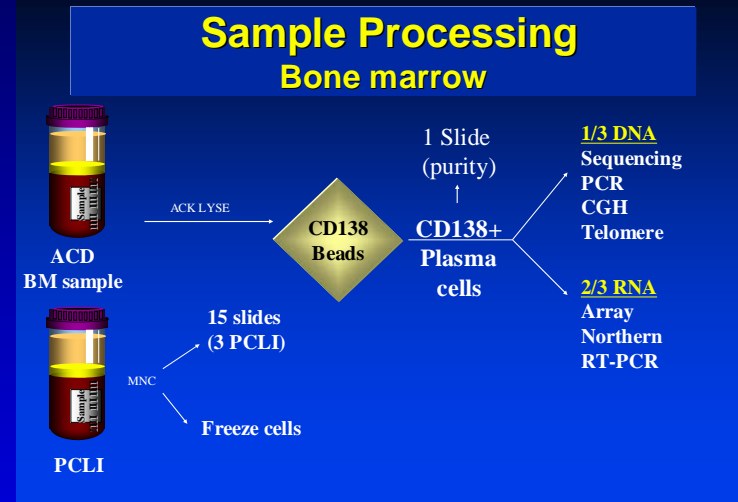 Sample Processing
Bone marrow
Sample
ACD
BM sample
ACK LYSE
CD138
Beads
1 Slide
(purity)
CD138+
Plasma
cells
1/3 DNA
Sequencing
PCR
CGH
Telomere
2/3 RNA
Array
Northern
RT-PCR
Sample
PCLI
MNC
15 slides
(3 PCLI)
Freeze cells